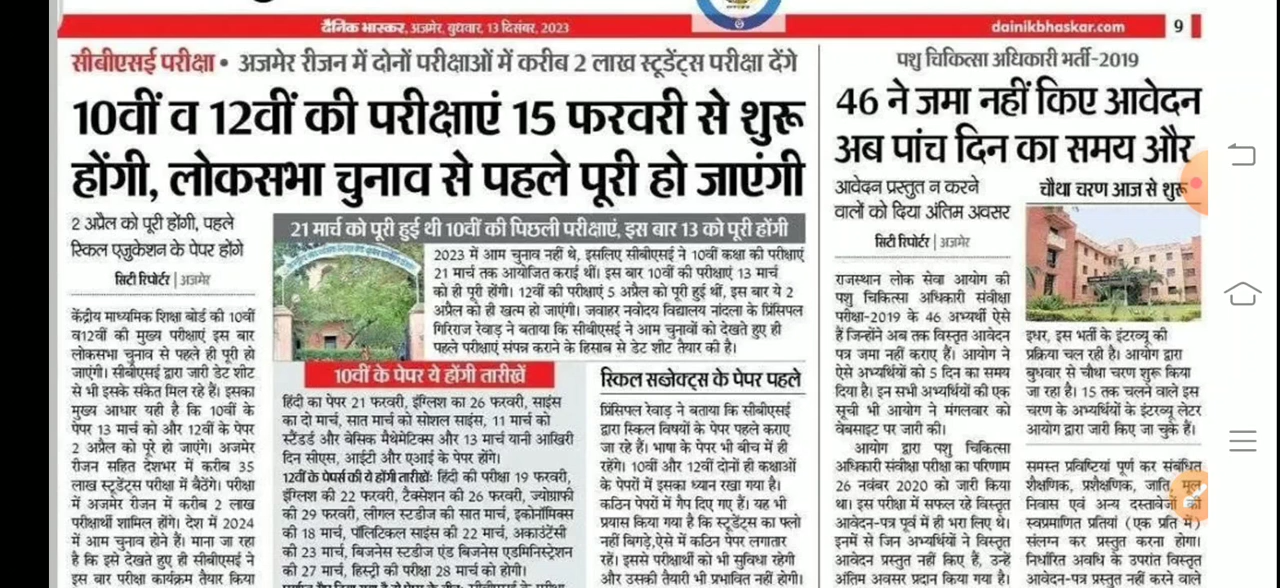 दैनिक भास्कर, अजमेर, बुधवार, 13 दिसंबर, 2023
dainikbhaskar.com
9
सीबीएसई परीक्षा • अजमेर रीजन में दोनों परीक्षाओं में करीब 2 लाख स्टूडेंट्स परीक्षा देंगे
10वीं व 12वीं की परीक्षाएं 15 फरवरी से शुरू
होंगी, लोकसभा चुनाव से पहले पूरी हो जाएंगी
2 अप्रैल को पूरी होंगी, पहले
स्किल एजुकेशन के पेपर होंगे
सिटी रिपोर्टर | अजमेर
केंद्रीय माध्यमिक शिक्षा बोर्ड की 10वीं
व12वीं की मुख्य परीक्षाएं इस बार
लोकसभा चुनाव से पहले ही पूरी हो
जाएंगी। सीबीएसई द्वारा जारी डेट शीट
से भी इसके संकेत मिल रहे हैं। इसका
मुख्य आधार यही है कि 10वीं के
पेपर 13 मार्च को और 12वीं के पेपर
2 अप्रैल को पूरे हो जाएंगे। अजमेर
रीजन सहित देशभर में करीब 35
लाख स्टूडेंट्स परीक्षा में बैठेंगे। परीक्षा
में अजमेर रीजन में करीब 2 लाख
परीक्षार्थी शामिल होंगे। देश में 2024
में आम चुनाव होने हैं। माना जा रहा
है कि इसे देखते हुए ही सीबीएसई ने
इस बार परीक्षा कार्यक्रम तैयार किया
21 मार्च को पूरी हुई थी 10वीं की पिछली परीक्षाएं, इस बार 13 को पूरी होंगी
2023 में आम चुनाव नहीं थे, इसलिए सीबीएसई ने 10वीं कक्षा की परीक्षाएं
21 मार्च तक आयोजित कराई थीं। इस बार 10वीं की परीक्षाएं 13 मार्च
को ही पूरी होंगी। 12वीं की परीक्षाएं 5 अप्रैल को पूरी हुई थीं, इस बार ये 2
अप्रैल को ही खत्म हो जाएंगी। जवाहर नवोदय विद्यालय नांदला के प्रिंसिपल
गिरिराज रेवाड़ ने बताया कि सीबीएसई ने आम चुनावों को देखते हुए ही
पहले परीक्षाएं संपन्न कराने के हिसाब से डेट शीट तैयार की है।
10वीं के पेपर ये होंगी तारीखें
हिंदी का पेपर 21 फरवरी, इंग्लिश का 26 फरवरी, साइंस
का दो मार्च, सात मार्च को सोशल साइंस, 11 मार्च को
स्टैंडर्ड और बेसिक मैथेमेटिक्स और 13 मार्च यानी आखिरी
दिन सीएस, आईटी और एआई के पेपर होंगे।
12वीं के पेपर्स की ये होंगी तारीखें: हिंदी की परीक्षा 19 फरवरी,
इंग्लिश की 22 फरवरी, टैक्सेशन की 26 फरवरी, ज्योग्राफी
की 29 फरवरी, लीगल स्टडीज की सात मार्च, इकोनॉमिक्स
की 18 मार्च, पॉलिटिकल साइंस की 22 मार्च, अकाउंटेंसी
की 23 मार्च, बिजनेस स्टडीज एंड बिजनेस एडमिनिस्ट्रेशन
की 27 मार्च, हिस्ट्री की परीक्षा 28 मार्च को होगी।
स्किल सब्जेक्ट्स के पेपर पहले
प्रिंसिपल रेवाड़ ने बताया कि सीबीएसई
द्वारा स्किल विषयों के पेपर पहले कराए
जा रहे हैं। भाषा के पेपर भी बीच में ही
रहेंगे। 10वीं और 12वीं दोनों ही कक्षाओं
के पेपरों में इसका ध्यान रखा गया है।
कठिन पेपरों में गैप दिए गए हैं। यह भी
प्रयास किया गया है कि स्टूडेंट्स का फ्लो
नहीं बिगड़े,ऐसे में कठिन पेपर लगातार
रहें। इससे परीक्षार्थी को भी सुविधा रहेगी
और उसकी तैयारी भी प्रभावित नहीं होगी।
पशु चिकित्सा अधिकारी भर्ती-2019
46 ने जमा नहीं किए आवेदन
अब पांच दिन का समय और
आवेदन प्रस्तुत न करने
वालों को दिया अंतिम अवसर
सिटी रिपोर्टर | अजमेर
राजस्थान लोक सेवा आयोग की
पशु चिकित्सा अधिकारी संवीक्षा
परीक्षा-2019 के 46 अभ्यर्थी ऐसे
हैं जिन्होंने अब तक विस्तृत आवेदन
पत्र जमा नहीं कराए हैं। आयोग ने
ऐसे अभ्यर्थियों को 5 दिन का समय
दिया है। इन सभी अभ्यर्थियों की एक
सूची भी आयोग ने मंगलवार को
वेबसाइट पर जारी की।
आयोग द्वारा पशु चिकित्सा
अधिकारी संवीक्षा परीक्षा का परिणाम
26 नवंबर 2020 को जारी किया
था। इस परीक्षा में सफल रहे विस्तृत
आवेदन-पत्र पूर्व में ही भरा लिए थे।
इनमें से जिन अभ्यर्थियों ने विस्तृत
आवेदन प्रस्तुत नहीं किए हैं, उन्हें
अंतिम अवसर प्रदान किया गया है।
चौथा चरण आज से शुरू
इधर, इस भर्ती के इंटरव्यू की
प्रक्रिया चल रही है। आयोग द्वारा
बुधवार से चौथा चरण शुरू किया
जा रहा है। 15 तक चलने वाले इस
चरण के अभ्यर्थियों के इंटरव्यू लेटर
आयोग द्वारा जारी किए जा चुके हैं।
समस्त प्रविष्टियां पूर्ण कर संबंधित
शैक्षणिक, प्रशैक्षणिक, जाति, मूल
निवास एवं अन्य दस्तावेजों की
स्वप्रमाणित प्रतियां (एक प्रति में)
संलग्न कर प्रस्तुत करना होगा।
निर्धारित अवधि के उपरांत विस्तृत
आवेदन-पत्र प्रस्तुत नहीं करने का